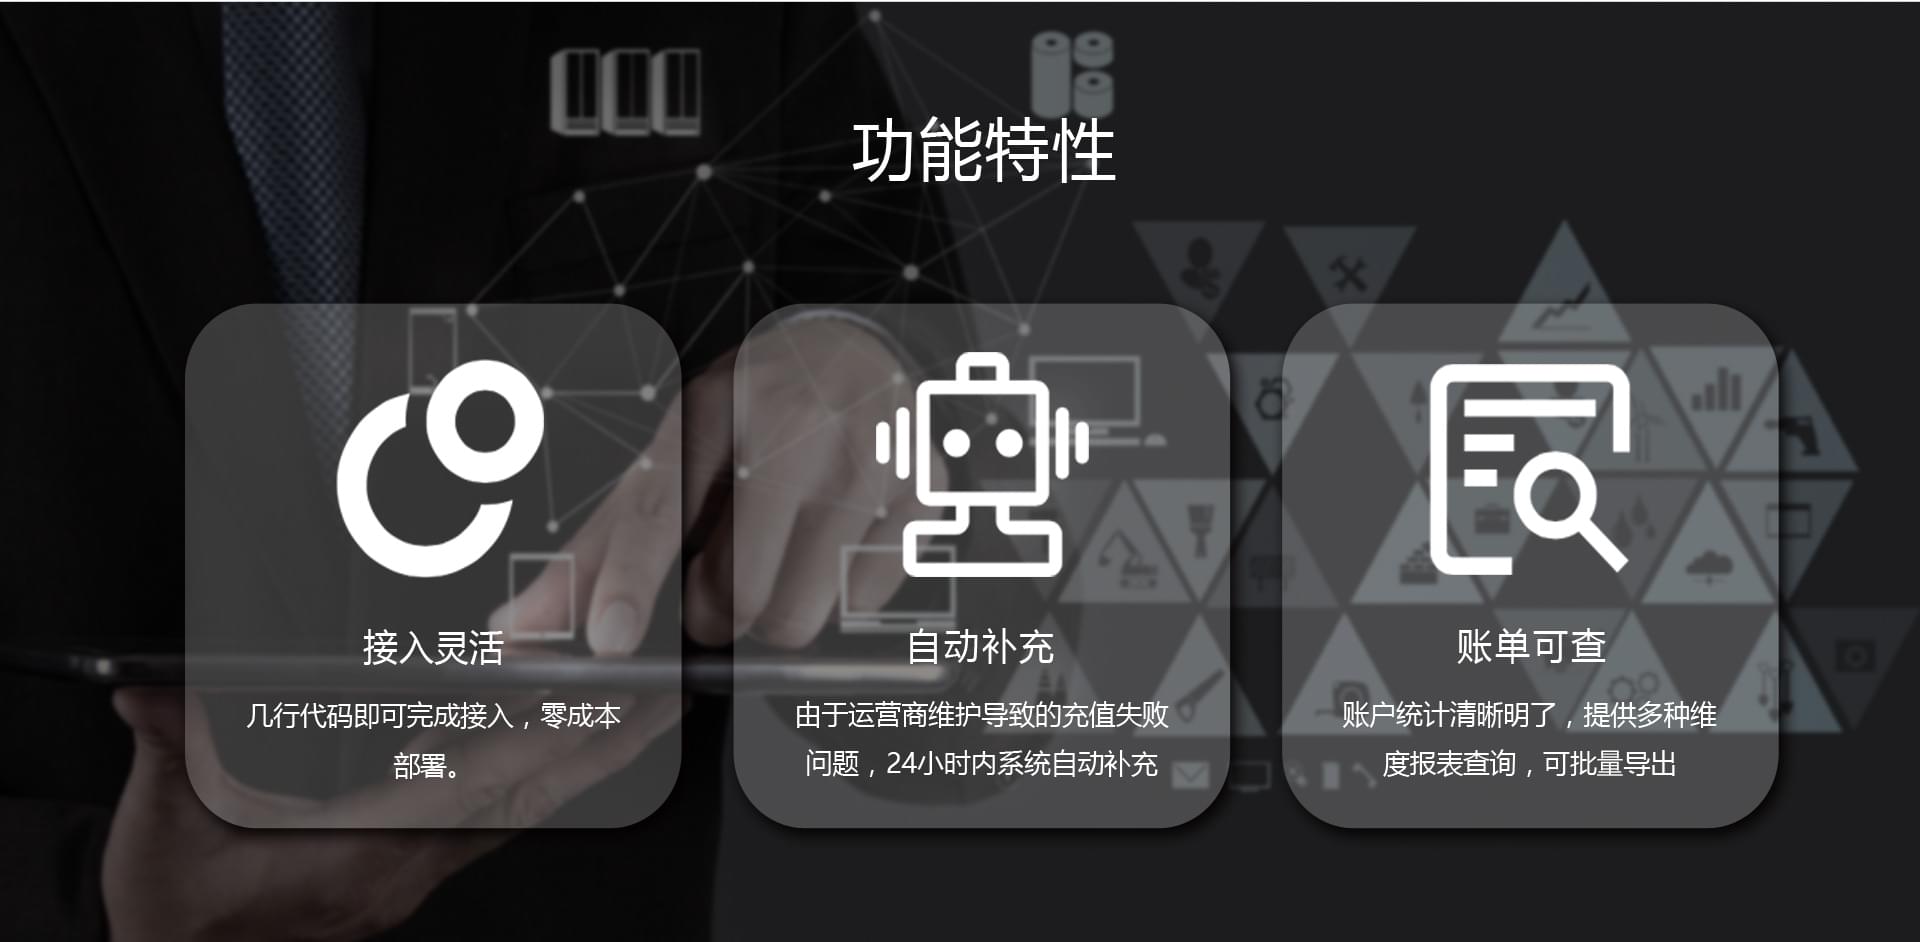 功能特性
接入灵活
几行代码即可完成接入，零成本
部署。
自动补充
由于运营商维护导致的充值失败
问题，24小时内系统自动补充
账单可查
账户统计清晰明了，提供多种维
度报表查询，可批量导出